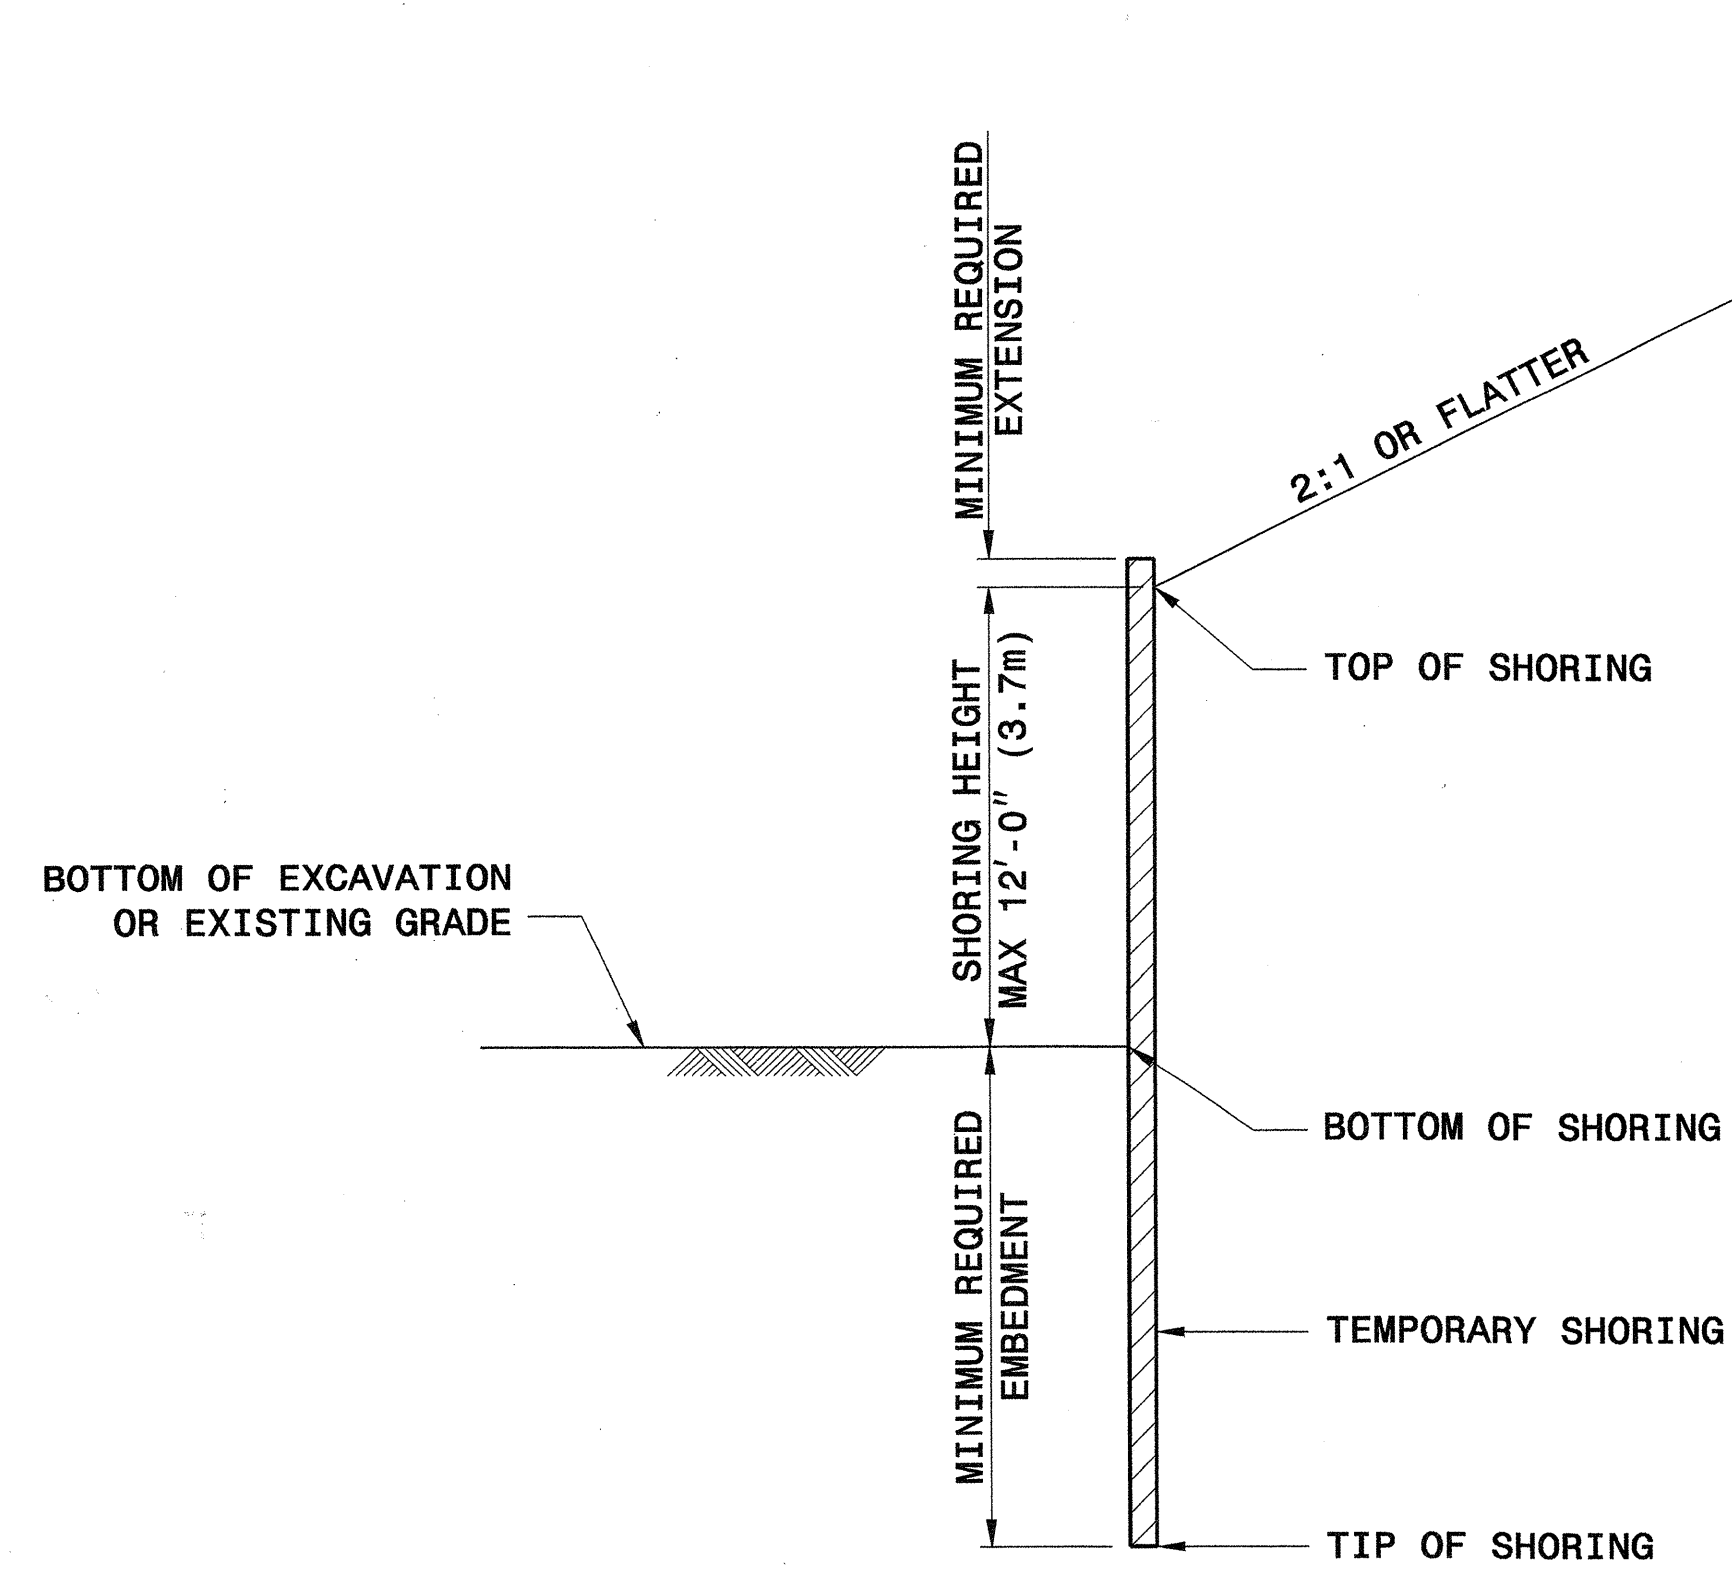 MINIMUM REQUIRED
EXTENSION
2:1 OR FLATTER
TOP OF SHORING
SHORING HEIGHT
MAX 12'-0" (3.7m)
BOTTOM OF EXCAVATION
OR EXISTING GRADE
BOTTOM OF SHORING
MINIMUM REQUIRED
EMBEDMENT
TEMPORARY SHORING
TIP OF SHORING